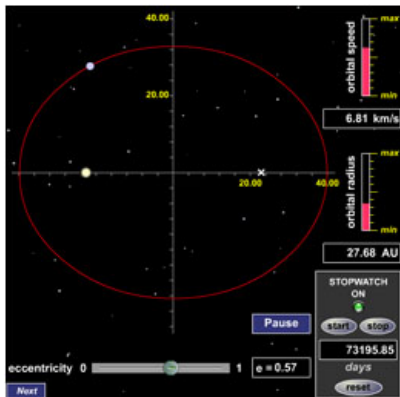 40.00
max
orbital speed
20.00
min
6.81 km/s
max
orbital radius
20.00
40.00
min
27.68 AU
STOPWATCH
ON
Pause
start
stop
73195.85
days
eccentricity 0
1
e = 0.57
reset
Next